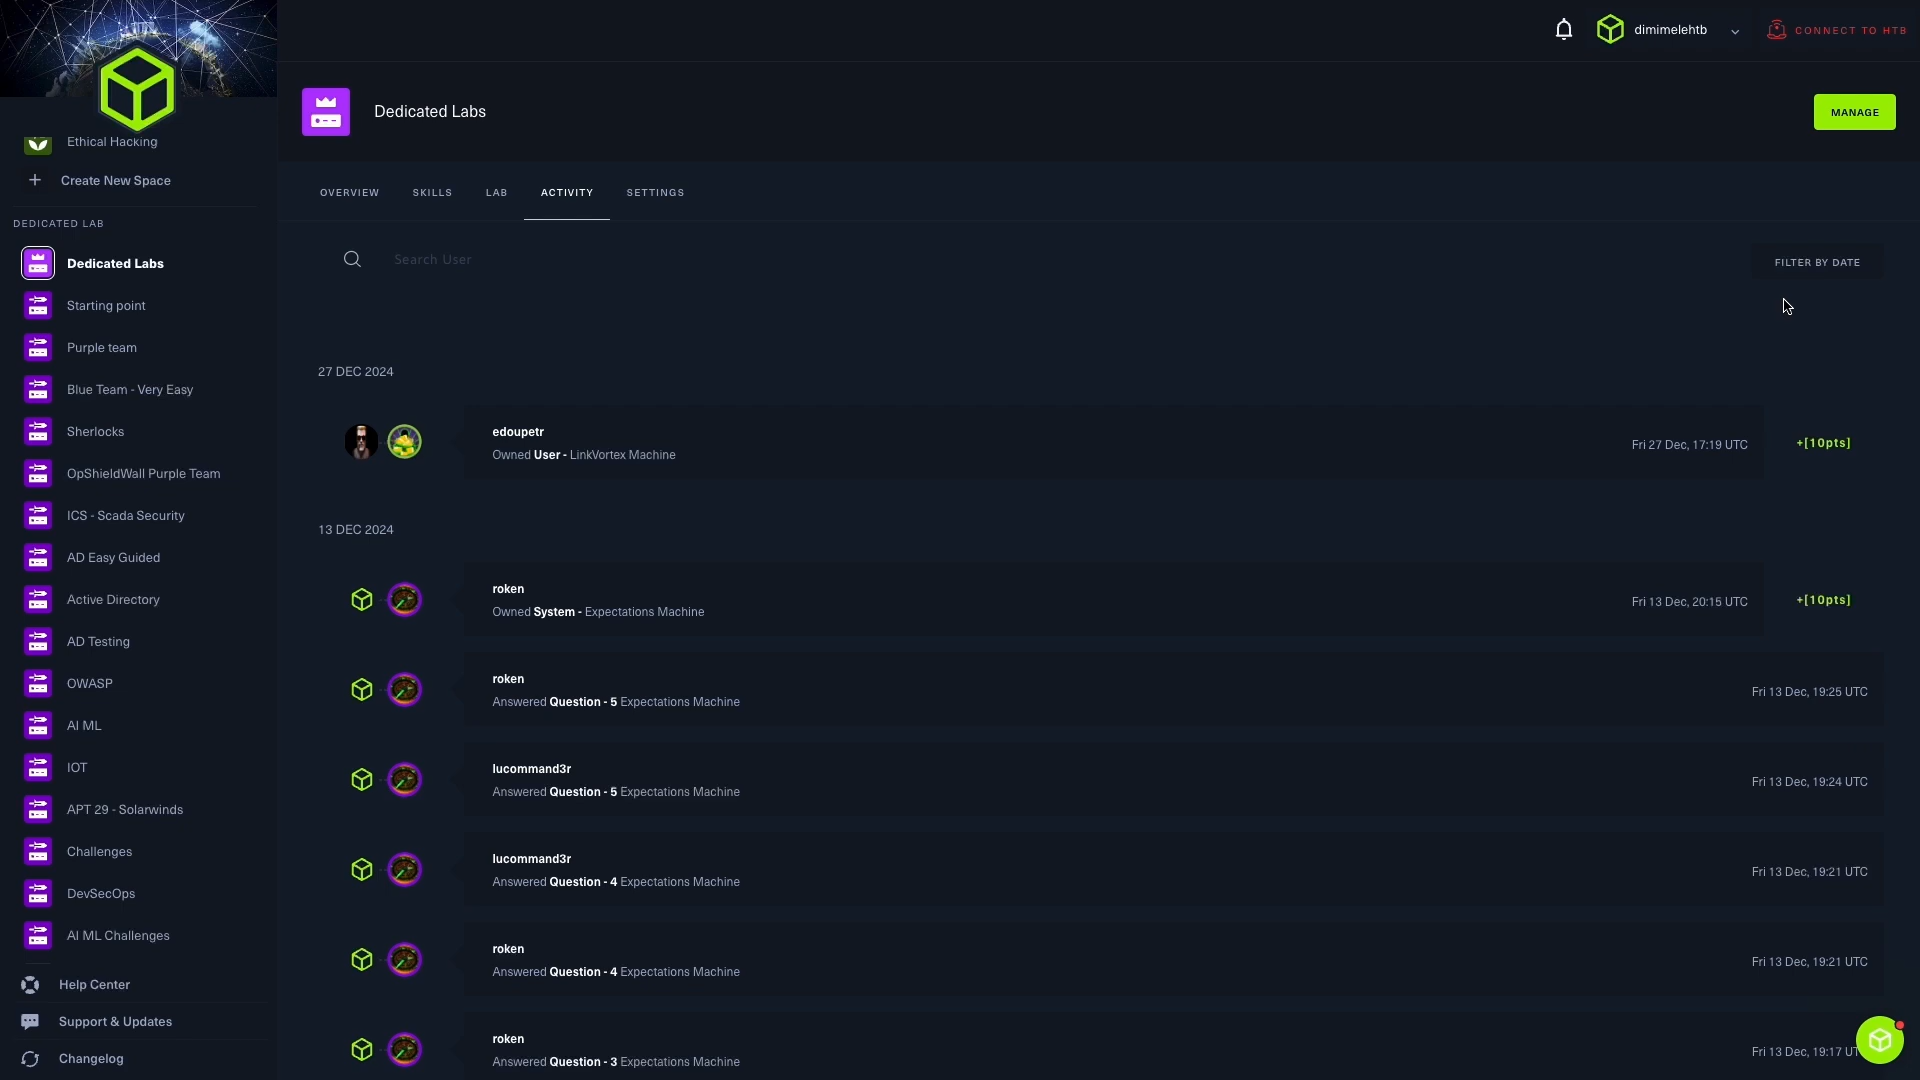 dimimelehtb
CONNECT TO HTB
Dedicated Labs
MANAGE
Ethical Hacking
Create New Space
DEDICATED LAB
Dedicated Labs
Starting point
Purple team
Blue Team - Very Easy
Sherlocks
OpShieldWall Purple Team
ICS - Scada Security
AD Easy Guided
Active Directory
AD Testing
OWASP
AI ML
IOT
APT 29 - Solarwinds
Challenges
DevSecOps
AI ML Challenges
Help Center
Support & Updates
Changelog
OVERVIEW SKILLS LAB ACTIVITY SETTINGS
Search User
FILTER BY DATE
27 DEC 2024
edoupetr
Owned User - LinkVortex Machine
Fri 27 Dec, 17:19 UTC
+[10pts]
13 DEC 2024
roken
Owned System - Expectations Machine
Fri 13 Dec, 20:15 UTC
+[10pts]
roken
Answered Question - 5 Expectations Machine
Fri 13 Dec, 19:25 UTC
lucommand3r
Answered Question - 5 Expectations Machine
Fri 13 Dec, 19:24 UTC
lucommand3r
Answered Question - 4 Expectations Machine
Fri 13 Dec, 19:21 UTC
roken
Answered Question - 4 Expectations Machine
Fri 13 Dec, 19:21 UTC
roken
Answered Question - 3 Expectations Machine
Fri 13 Dec, 19:17 UT